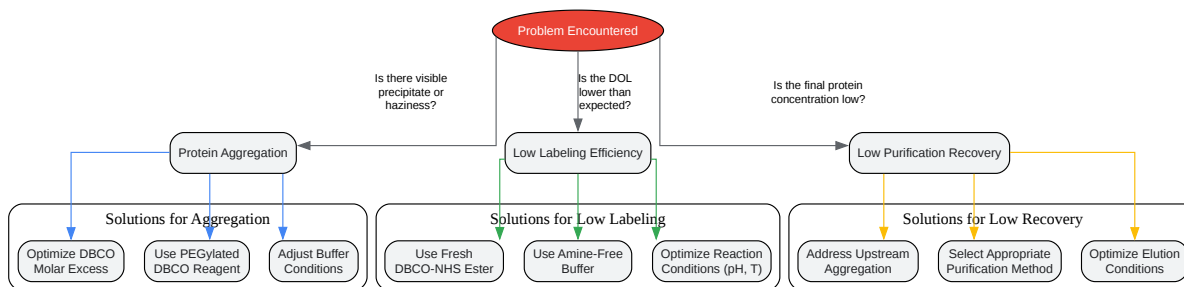 Problem Encountered
Is there visible
precipitate or
haziness?
Is the DOL
lower than
expected?
Is the final protein
concentration low?
Protein Aggregation
Low Labeling Efficiency
Low Purification Recovery
Solutions for Aggregation
Optimize DBCO
Molar Excess
Use PEGylated
DBCO Reagent
Adjust Buffer
Conditions
Solutions for Low Labeling
Use Fresh
DBCO-NHS Ester
Use Amine-Free
Buffer
Optimize Reaction
Conditions (pH, T)
Solutions for Low Recovery
Address Upstream
Aggregation
Select Appropriate
Purification Method
Optimize Elution
Conditions